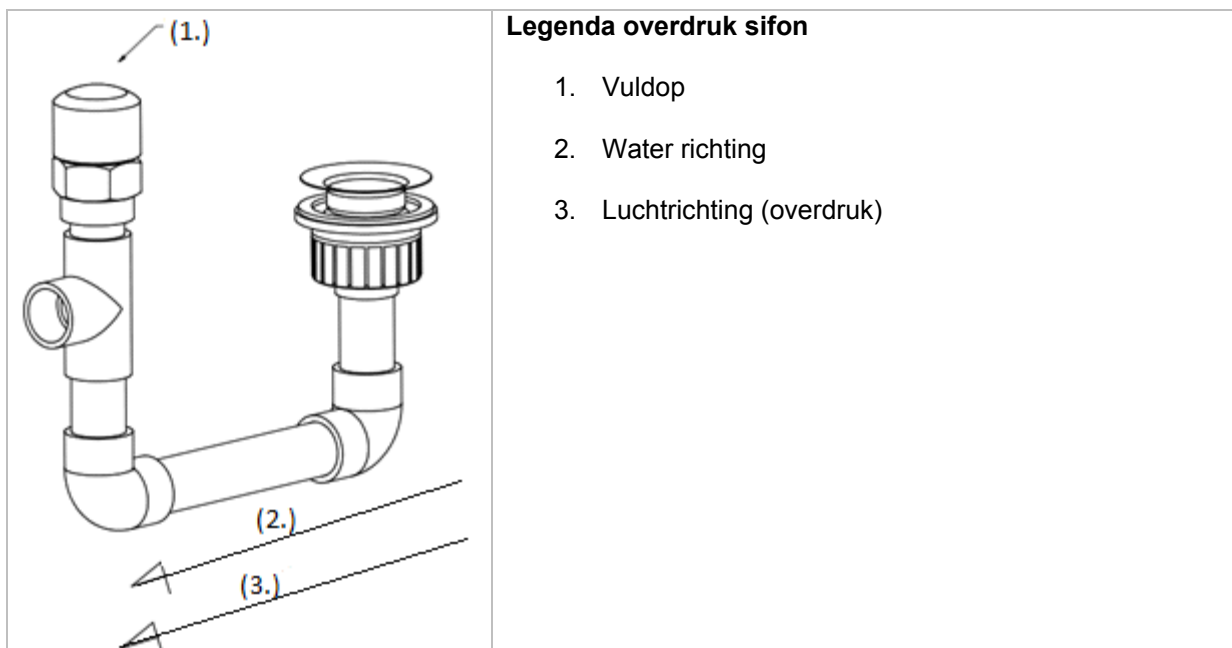 (1.)
(2.)
(3.)
Legenda overdruk sifon
1. Vuldop
2. Water richting
3. Luchtrichting (overdruk)